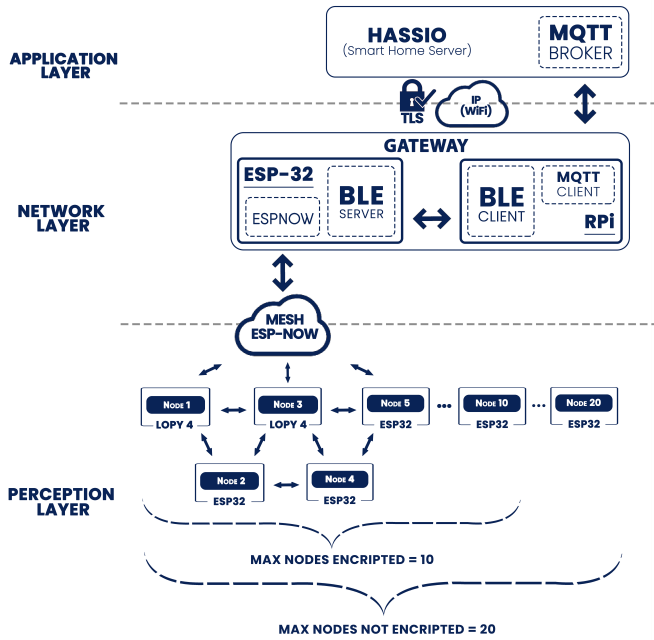 APPLICATION
LAYER
HASSIO
(Smart Home Server)
MQTT
BROKER
TLS
IP
(WiFi)
NETWORK
LAYER
GATEWAY
ESP-32
ESPNOW
BLE
SERVER
BLE
CLIENT
MQTT
CLIENT
RPi
MESH
ESP-NOW
PERCEPTION
LAYER
NODE 1
LOPY 4
NODE 3
LOPY 4
NODE 5
ESP32
...
NODE 10
ESP32
...
NODE 20
ESP32
NODE 2
ESP32
NODE 4
ESP32
MAX NODES ENCRIPTED = 10
MAX NODES NOT ENCRIPTED = 20